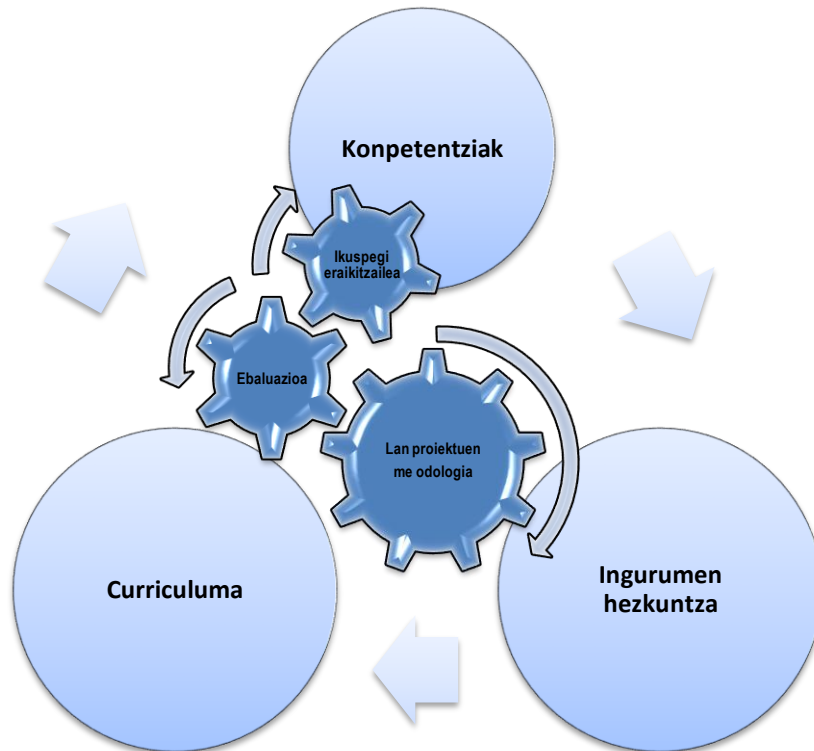 Konpetentziak
Ikuspegi
eraikitzailea
Ebaluazioa
Lan proiektuen
me odologia
Curriculuma
Ingurumen
hezkuntza